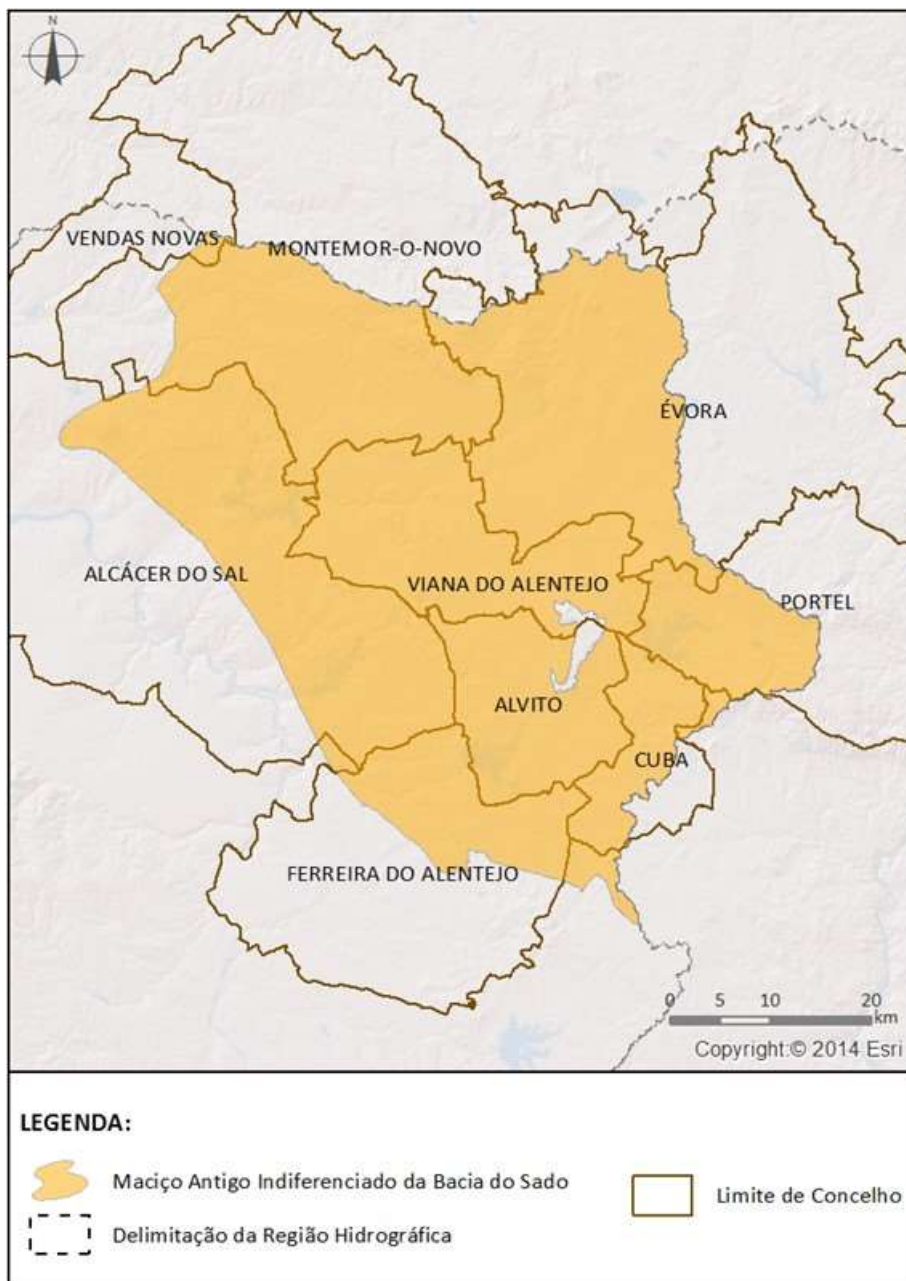 N
VENDAS NOVAS
MONTEMOR-O-NOVO
ÉVORA
ALCÁCER DO SAL
VIANA DO ALENTEJO
PORTEL
ALVITO
CUBA
FERREIRA DO ALENTEJO
0 5 10 20
km
Copyright:© 2014 Esri
LEGENDA:
Maciço Antigo Indiferenciado da Bacia do Sado
Limite de Concelho
Delimitação da Região Hidrográfica